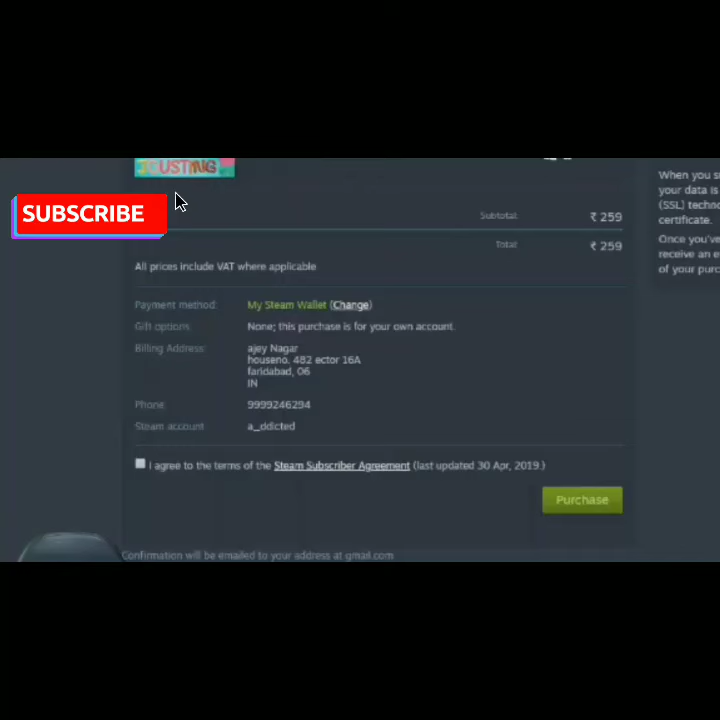 JOUSTING
SUBSCRIBE
Subtotal: ₹ 259
Total: ₹ 259
All prices include VAT where applicable
Payment method: My Steam Wallet (Change)
Gift options: None; this purchase is for your own account.
Billing Address: ajey Nagar
houseno. 482 ector 16A
faridabad, 06
IN
Phone: 9999246294
Steam account a_ddicted
I agree to the terms of the Steam Subscriber Agreement (last updated 30 Apr, 2019.)
Purchase
Confirmation will be emailed to your address at gmail.com
When you s
your data is
(SSL) techno
certificate.
Once you've
receive an e
of your purc